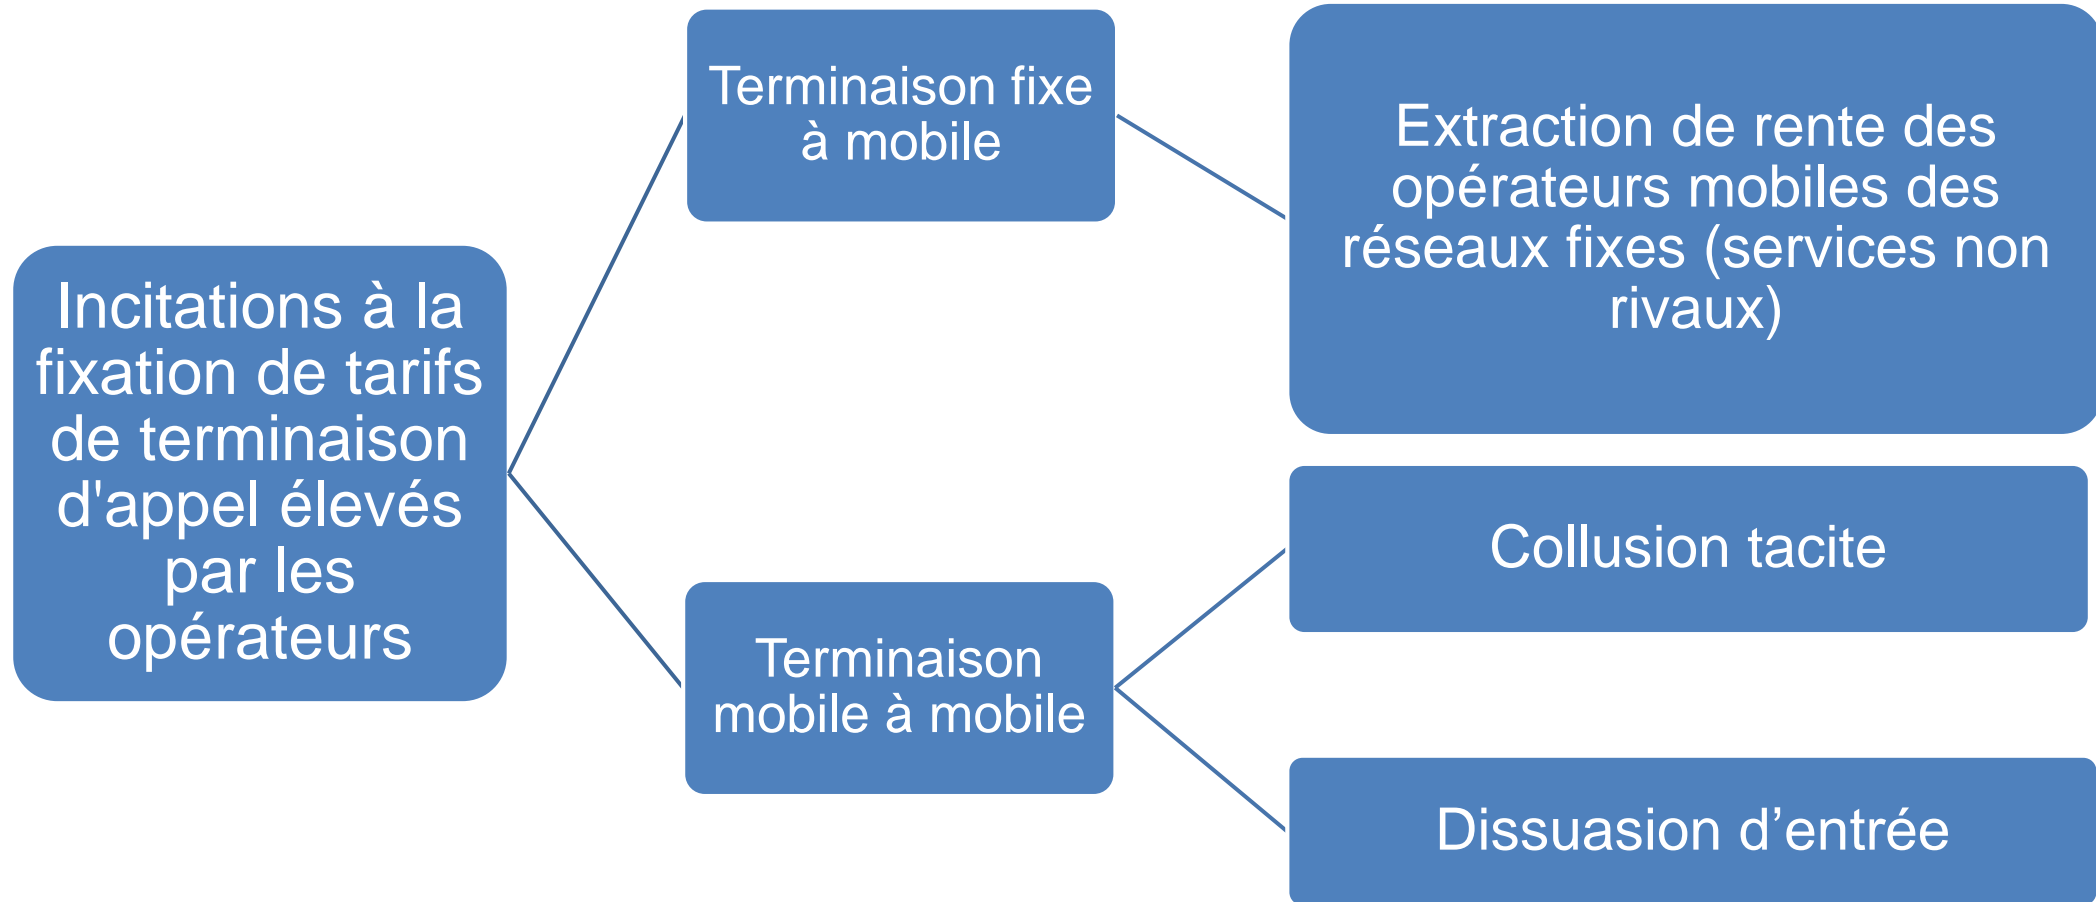 Incitations à la
fixation de tarifs
de terminaison
d'appel élevés
par les
opérateurs
Terminaison fixe
à mobile
Extraction de rente des
opérateurs mobiles des
réseaux fixes (services non
rivaux)
Terminaison
mobile à mobile
Collusion tacite
Dissuasion d’entrée